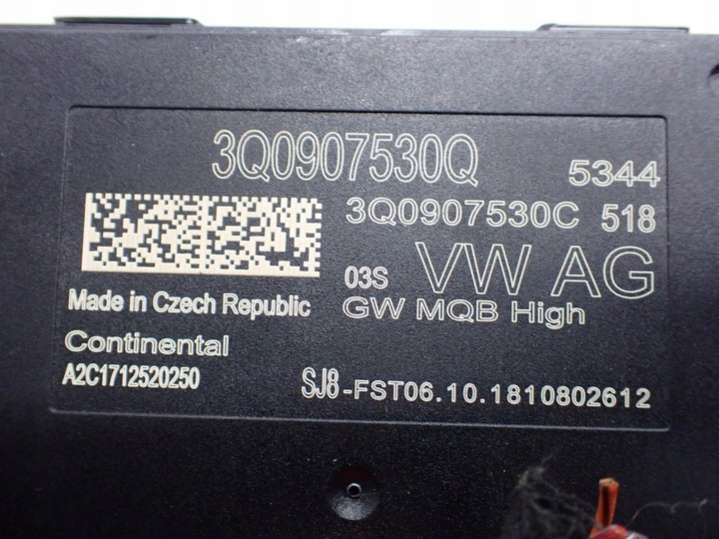 3Q0907530Q 5344
3Q0907530C 518
03S VW AG
Made in Czech Republic GW MQB High
Continental
A2C1712520250 SJ8-FST06.10.1810802612